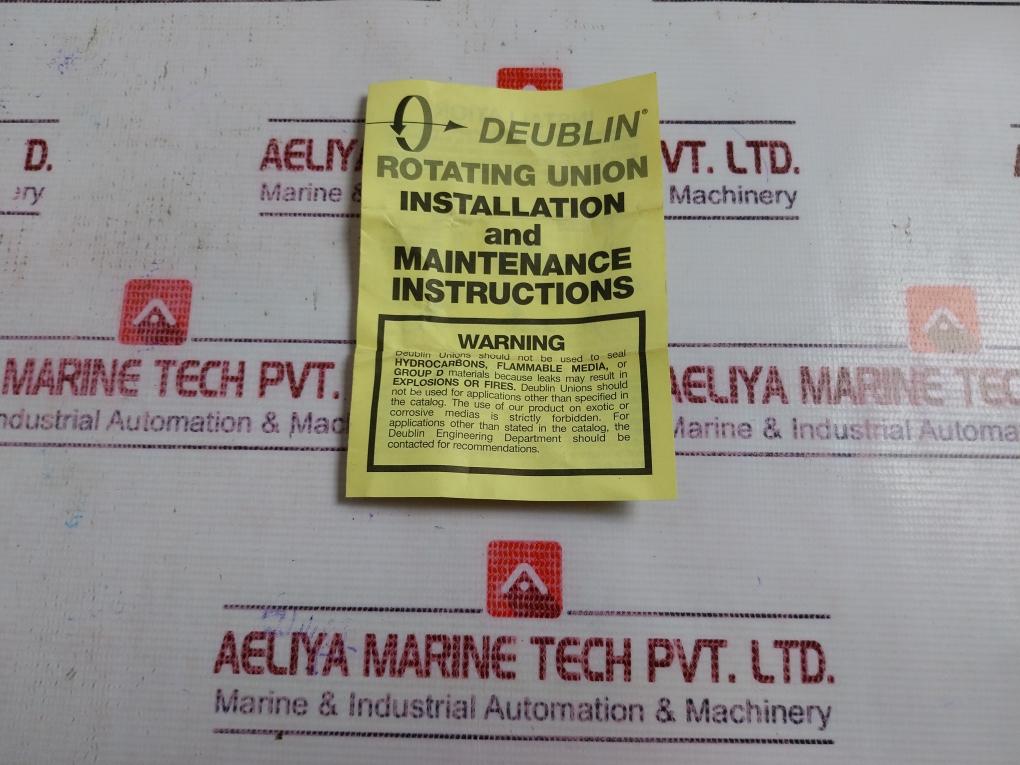 D.
AELIYA
VT. LTD.
Marine &
Machinery
DEUBLIN®
ROTATING UNION
INSTALLATION
and
MAINTENANCE
INSTRUCTIONS
WARNING
Deublin Unions should not be used to seal
HYDROCARBONS, FLAMMABLE MEDIA, or
GROUP D materials because leaks may result in
EXPLOSIONS OR FIRES. Deublin Unions should
not be used for applications other than specified in
the catalog. The use of our product on exotic or
corrosive medias is strictly forbidden. For
applications other than stated in the catalog, the
Deublin Engineering Department should be
contacted for recommendations.
MARINE TECH PVT.
ndustrial Automation & Mac
AELIYA MARINE TEC
Marine & Industrial Automa
AELIYA MARINE TECH PVT. LTD.
Marine & Industrial Automation & Machinery